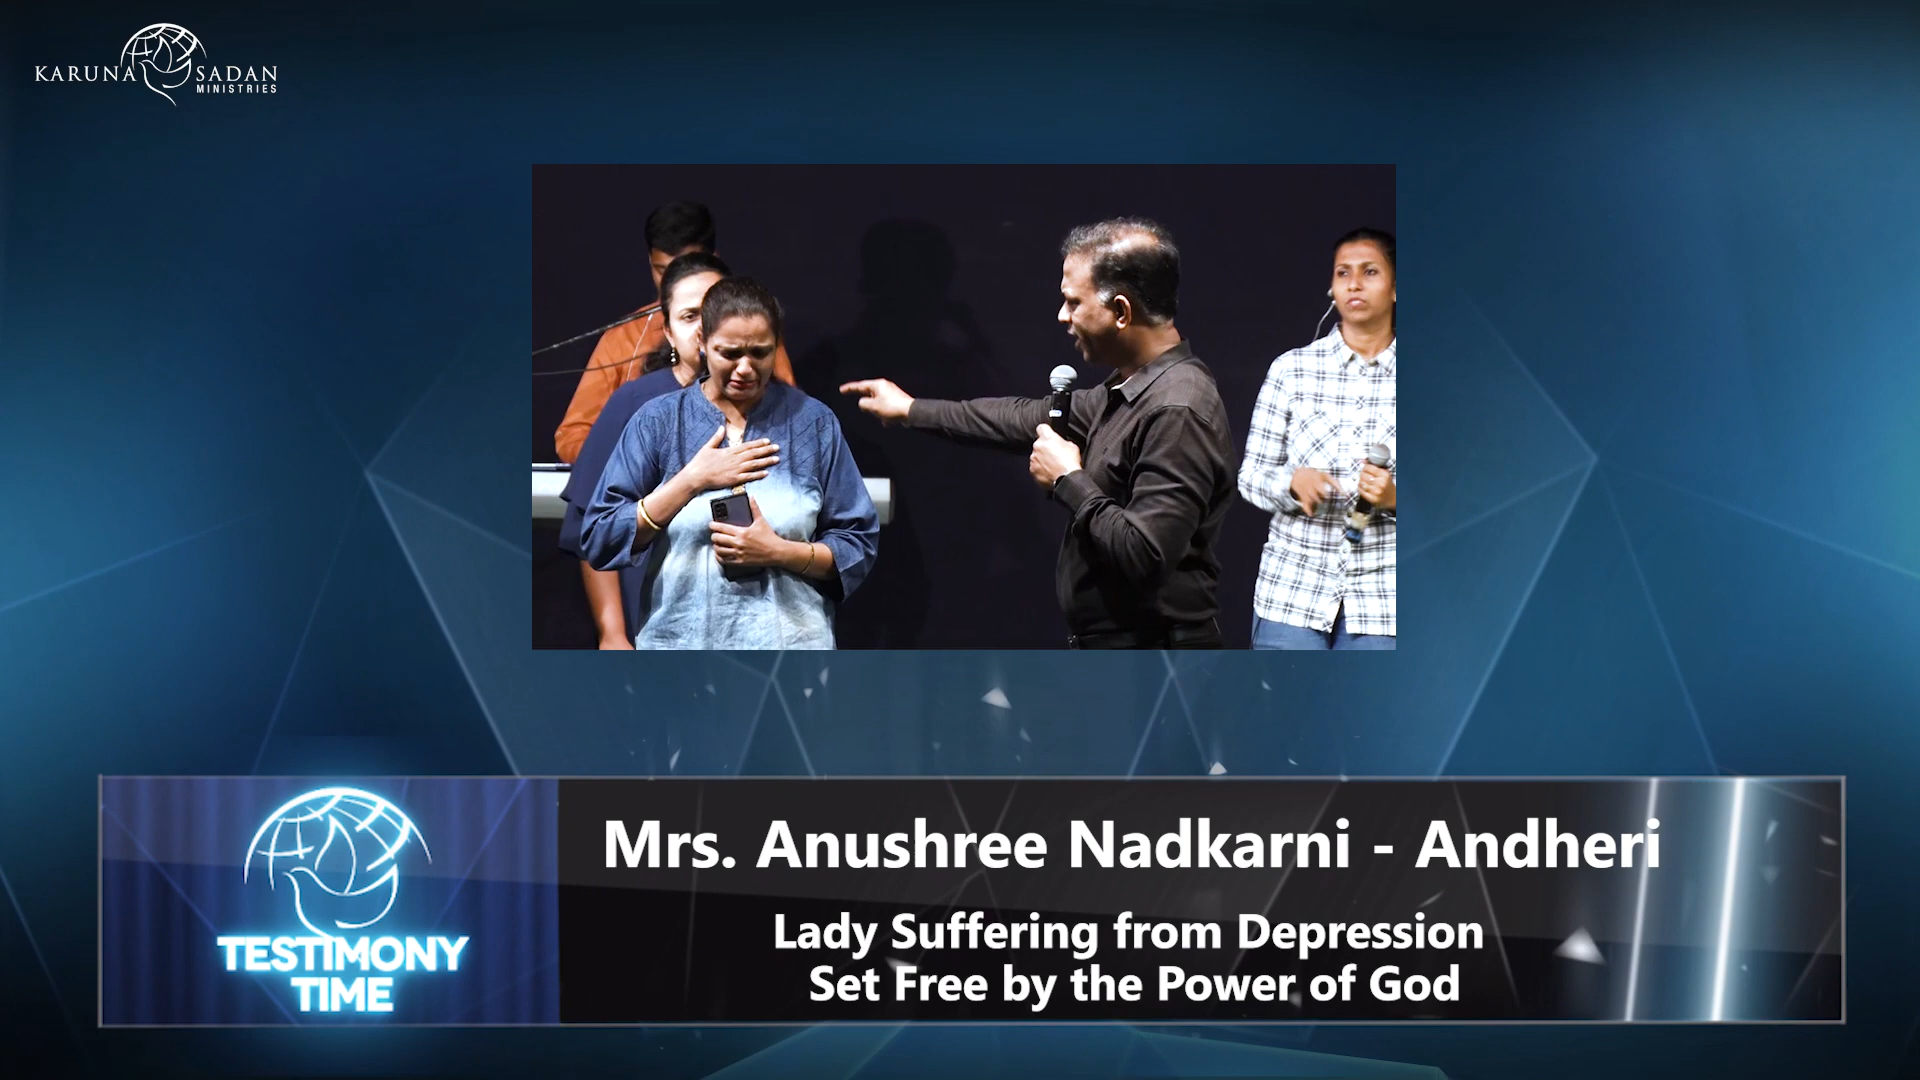 KARUNA SADAN
MINISTRIES
Mrs. Anushree Nadkarni - Andheri
Lady Suffering from Depression
Set Free by the Power of God
TESTIMONY
TIME